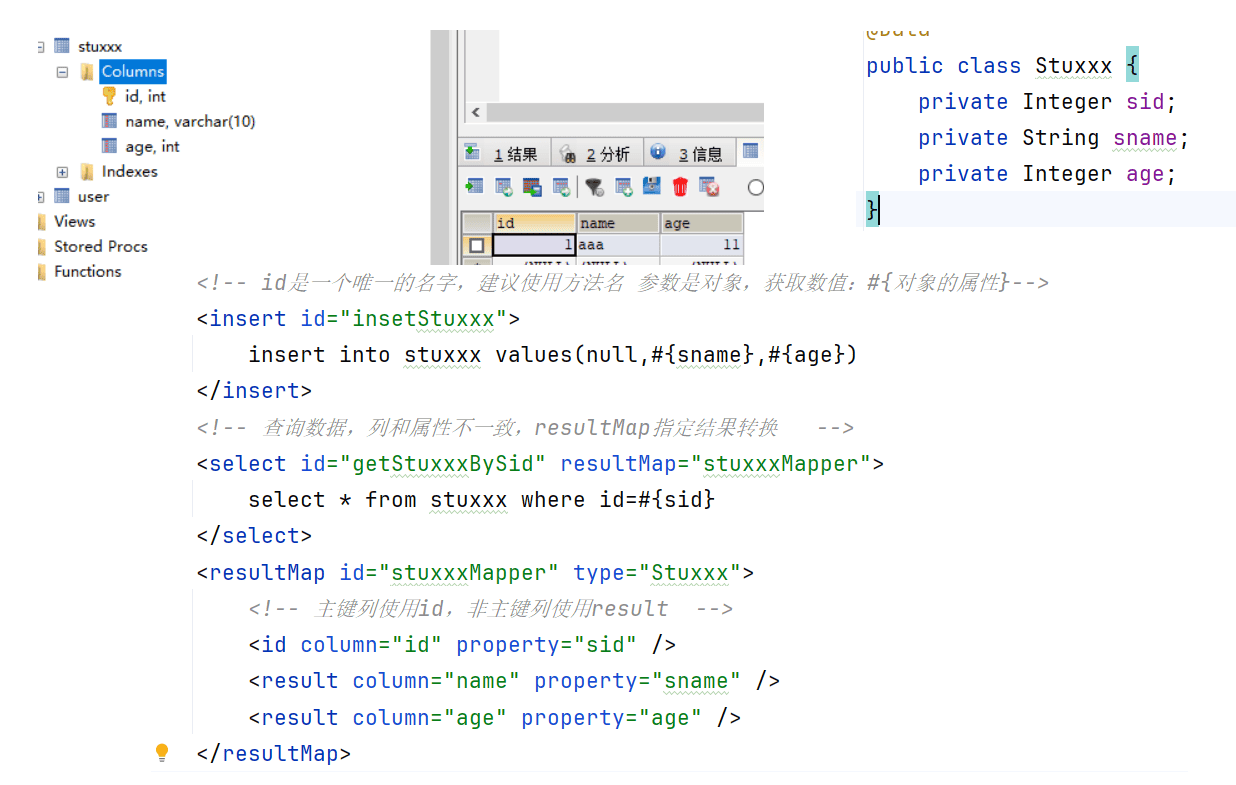 stuxxx
Columns
id, int
name, varchar(10)
age, int
Indexes
user
Views
Stored Procs
Functions
1 结果 2 分析 3 信息
id name age
1 aaa 11
(NULL) (NULL) (NULL)
@Data
public class Stuxxx {
private Integer sid;
private String sname;
private Integer age;
}
<!-- id是一个唯一的名字，建议使用方法名 参数是对象，获取数值：#{对象的属性}-->
<insert id="insetStuxxx">
insert into stuxxx values(null,#{sname},#{age})
</insert>
<!-- 查询数据，列和属性不一致，resultMap指定结果转换 -->
<select id="getStuxxxBySid" resultMap="stuxxxMapper">
select * from stuxxx where id=#{sid}
</select>
<resultMap id="stuxxxMapper" type="Stuxxx">
<!-- 主键列使用id，非主键列使用result -->
<id column="id" property="sid" />
<result column="name" property="sname" />
<result column="age" property="age" />
</resultMap>